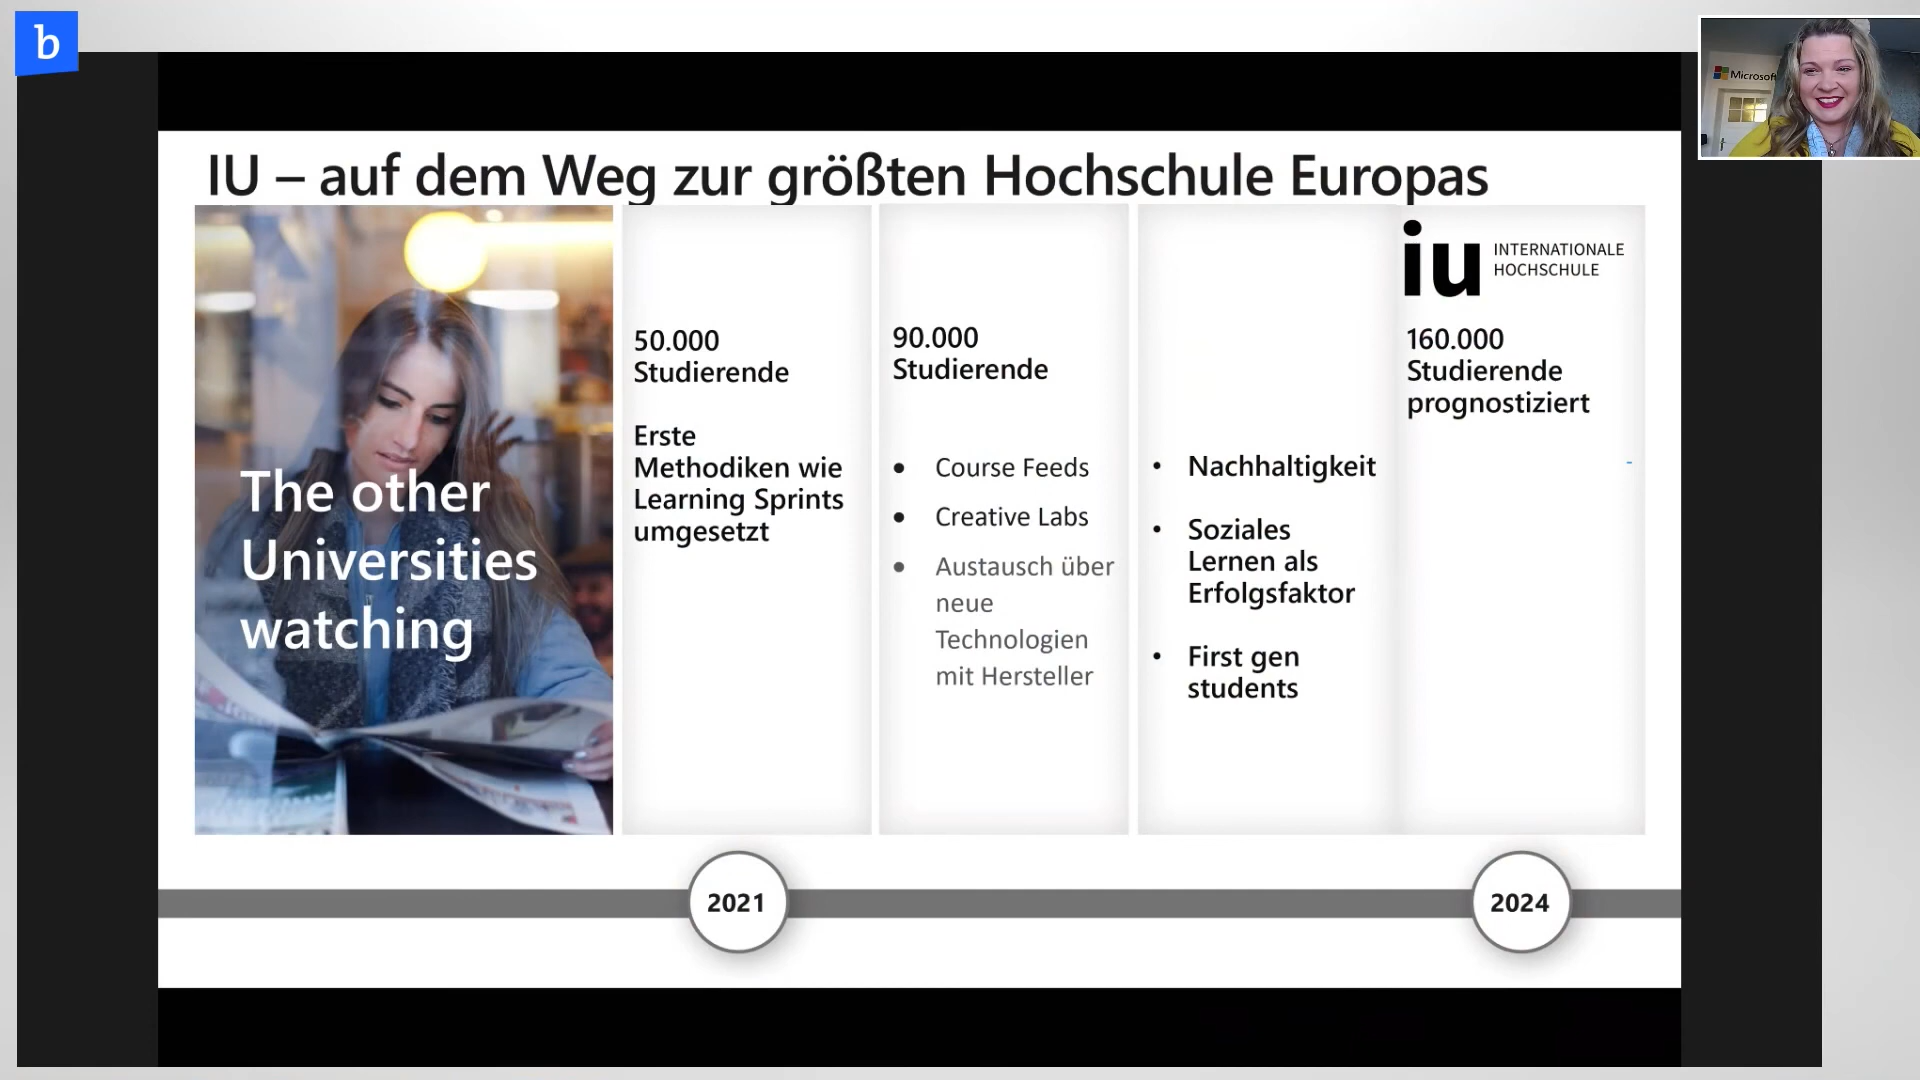 b
Microsoft
IU – auf dem Weg zur größten Hochschule Europas
The other
Universities
watching
50.000
Studierende
Erste
Methodiken wie
Learning Sprints
umgesetzt
90.000
Studierende
• Course Feeds
• Creative Labs
• Austausch über
neue
Technologien
mit Hersteller
• Nachhaltigkeit
• Soziales
Lernen als
Erfolgsfaktor
• First gen
students
iu INTERNATIONALE
HOCHSCHULE
160.000
Studierende
prognostiziert
-
2021
2024